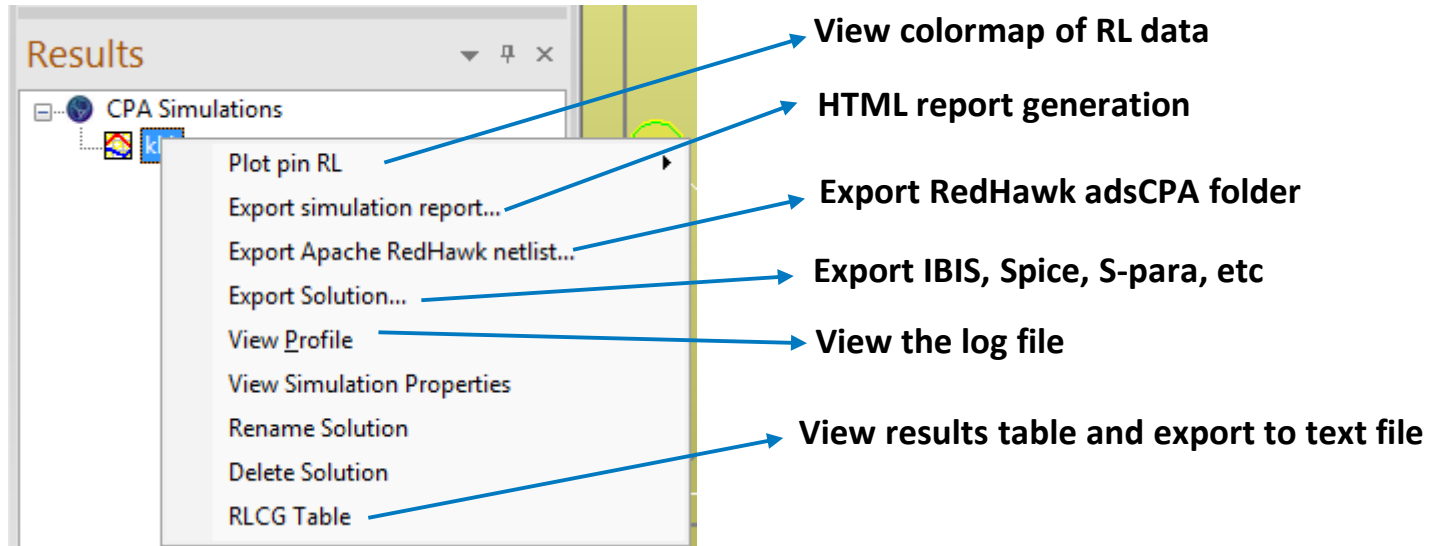 Results
CPA Simulations
Plot pin RL
Export simulation report...
Export Apache RedHawk netlist...
Export Solution...
View Profile
View Simulation Properties
Rename Solution
Delete Solution
RLCG Table
View colormap of RL data
HTML report generation
Export RedHawk adsCPA folder
Export IBIS, Spice, S-para, etc
View the log file
View results table and export to text file